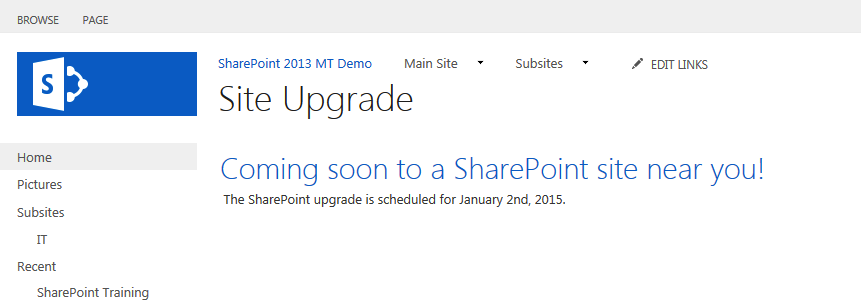 BROWSE PAGE
S
SharePoint 2013 MT Demo Main Site Subsites EDIT LINKS
Site Upgrade
Home
Pictures
Subsites
IT
Recent
SharePoint Training
Coming soon to a SharePoint site near you!
The SharePoint upgrade is scheduled for January 2nd, 2015.